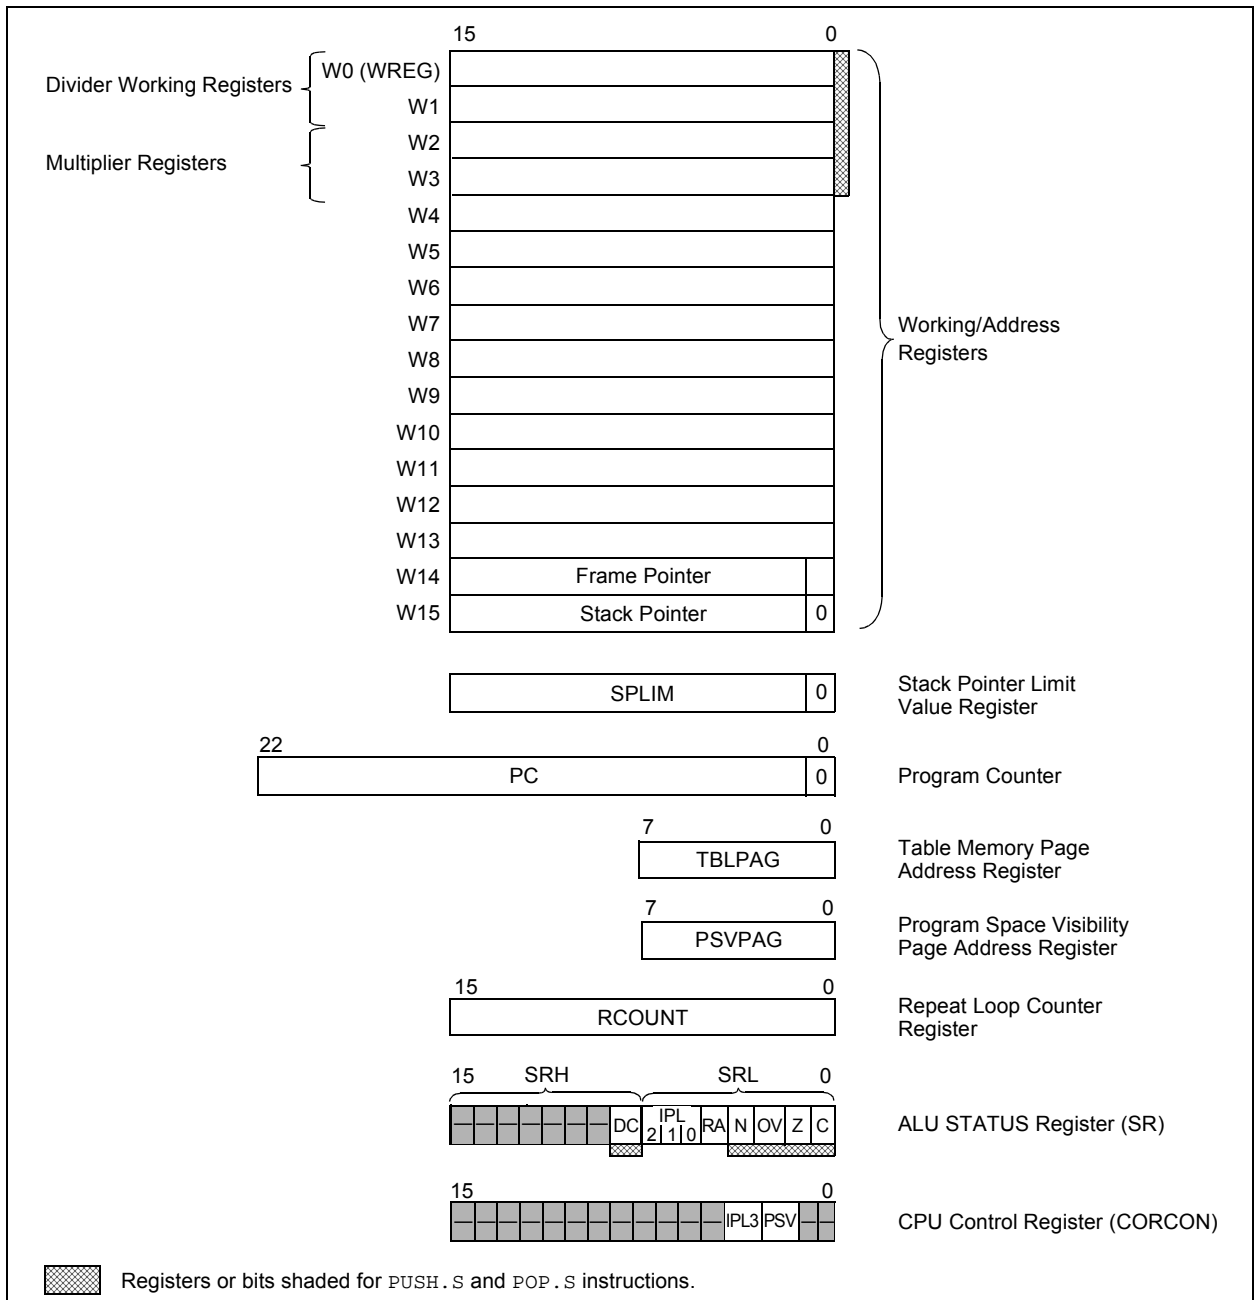 15 0
Divider Working Registers
W0 (WREG)
W1
Multiplier Registers
W2
W3
W4
W5
W6
W7
Working/Address
Registers
W8
W9
W10
W11
W12
W13
W14 Frame Pointer
W15 Stack Pointer 0
SPLIM 0
Stack Pointer Limit
Value Register
22 0
PC 0 Program Counter
7 0
TBLPAG
Table Memory Page
Address Register
7 0
PSVPAG
Program Space Visibility
Page Address Register
15 0
RCOUNT
Repeat Loop Counter
Register
15 SRH SRL 0
— — — — — — — DC IPL 2 1 0 RA N OV Z C ALU STATUS Register (SR)
15 0
— — — — — — — — — — — — IPL3 PSV — — CPU Control Register (CORCON)
Registers or bits shaded for PUSH.S and POP.S instructions.